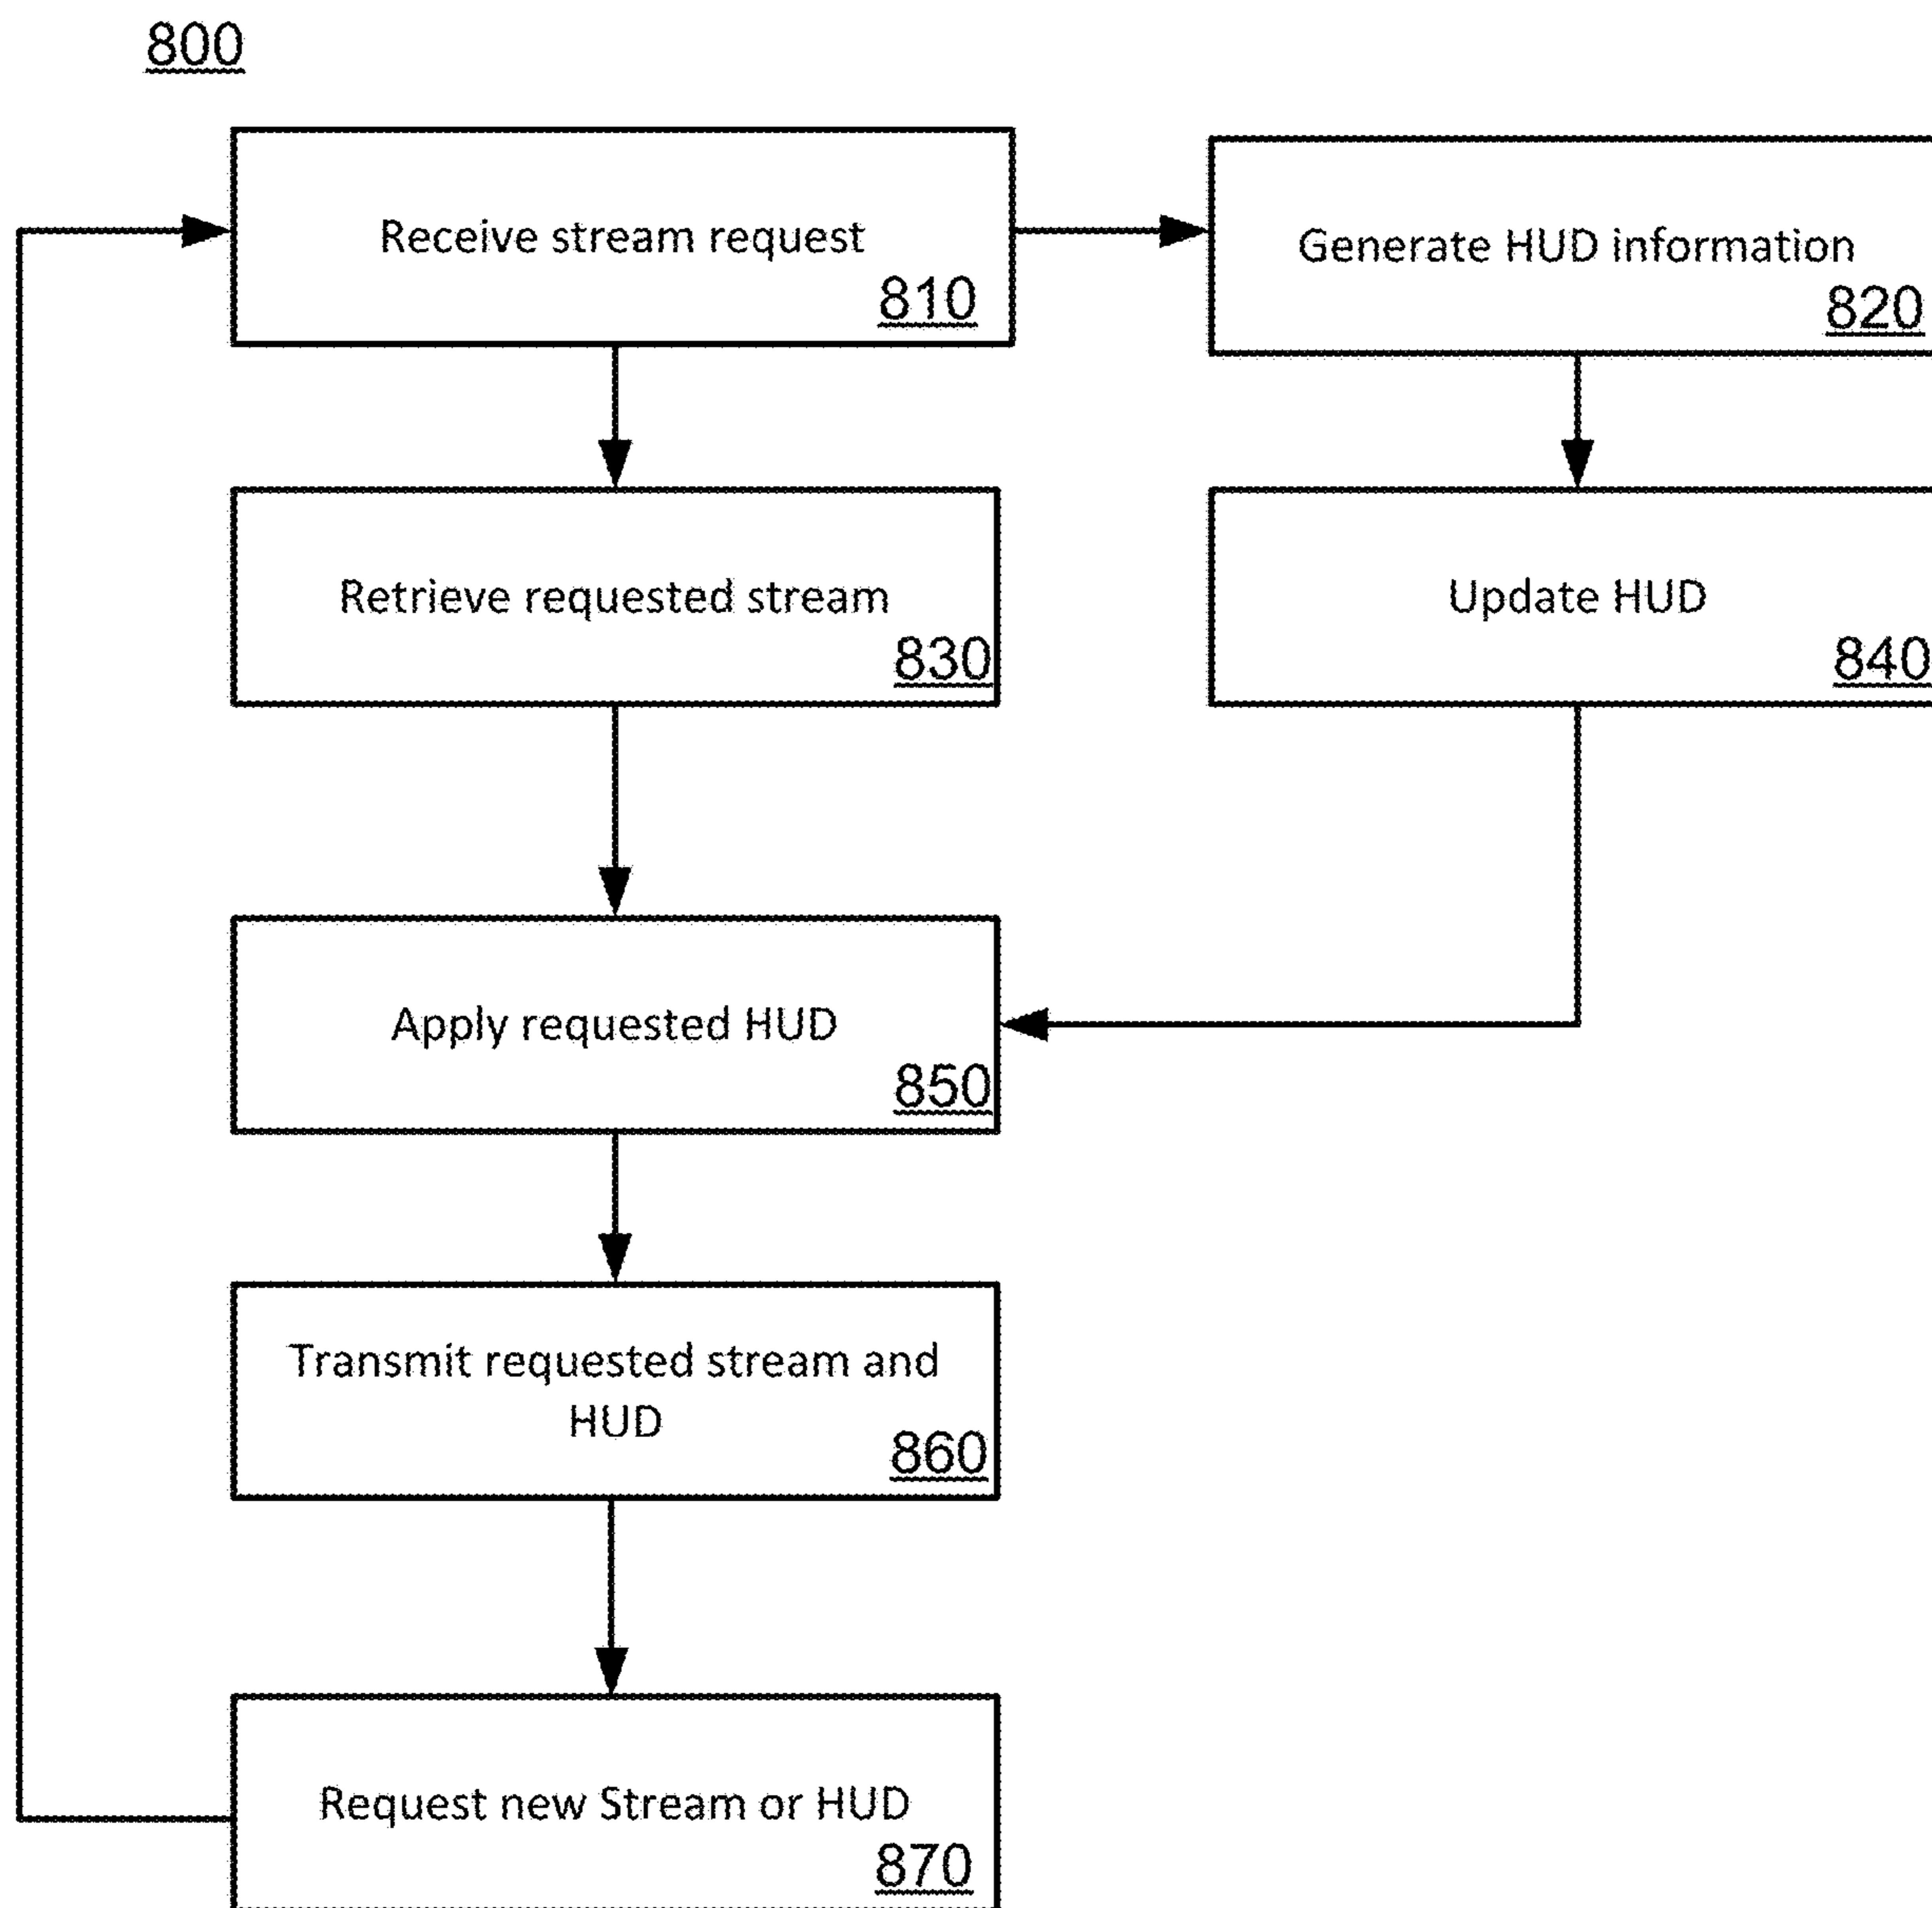 800
Receive stream request
810
Generate HUD information
820
Retrieve requested stream
830
Update HUD
840
Apply requested HUD
850
Transmit requested stream and
HUD
860
Request new Stream or HUD
870